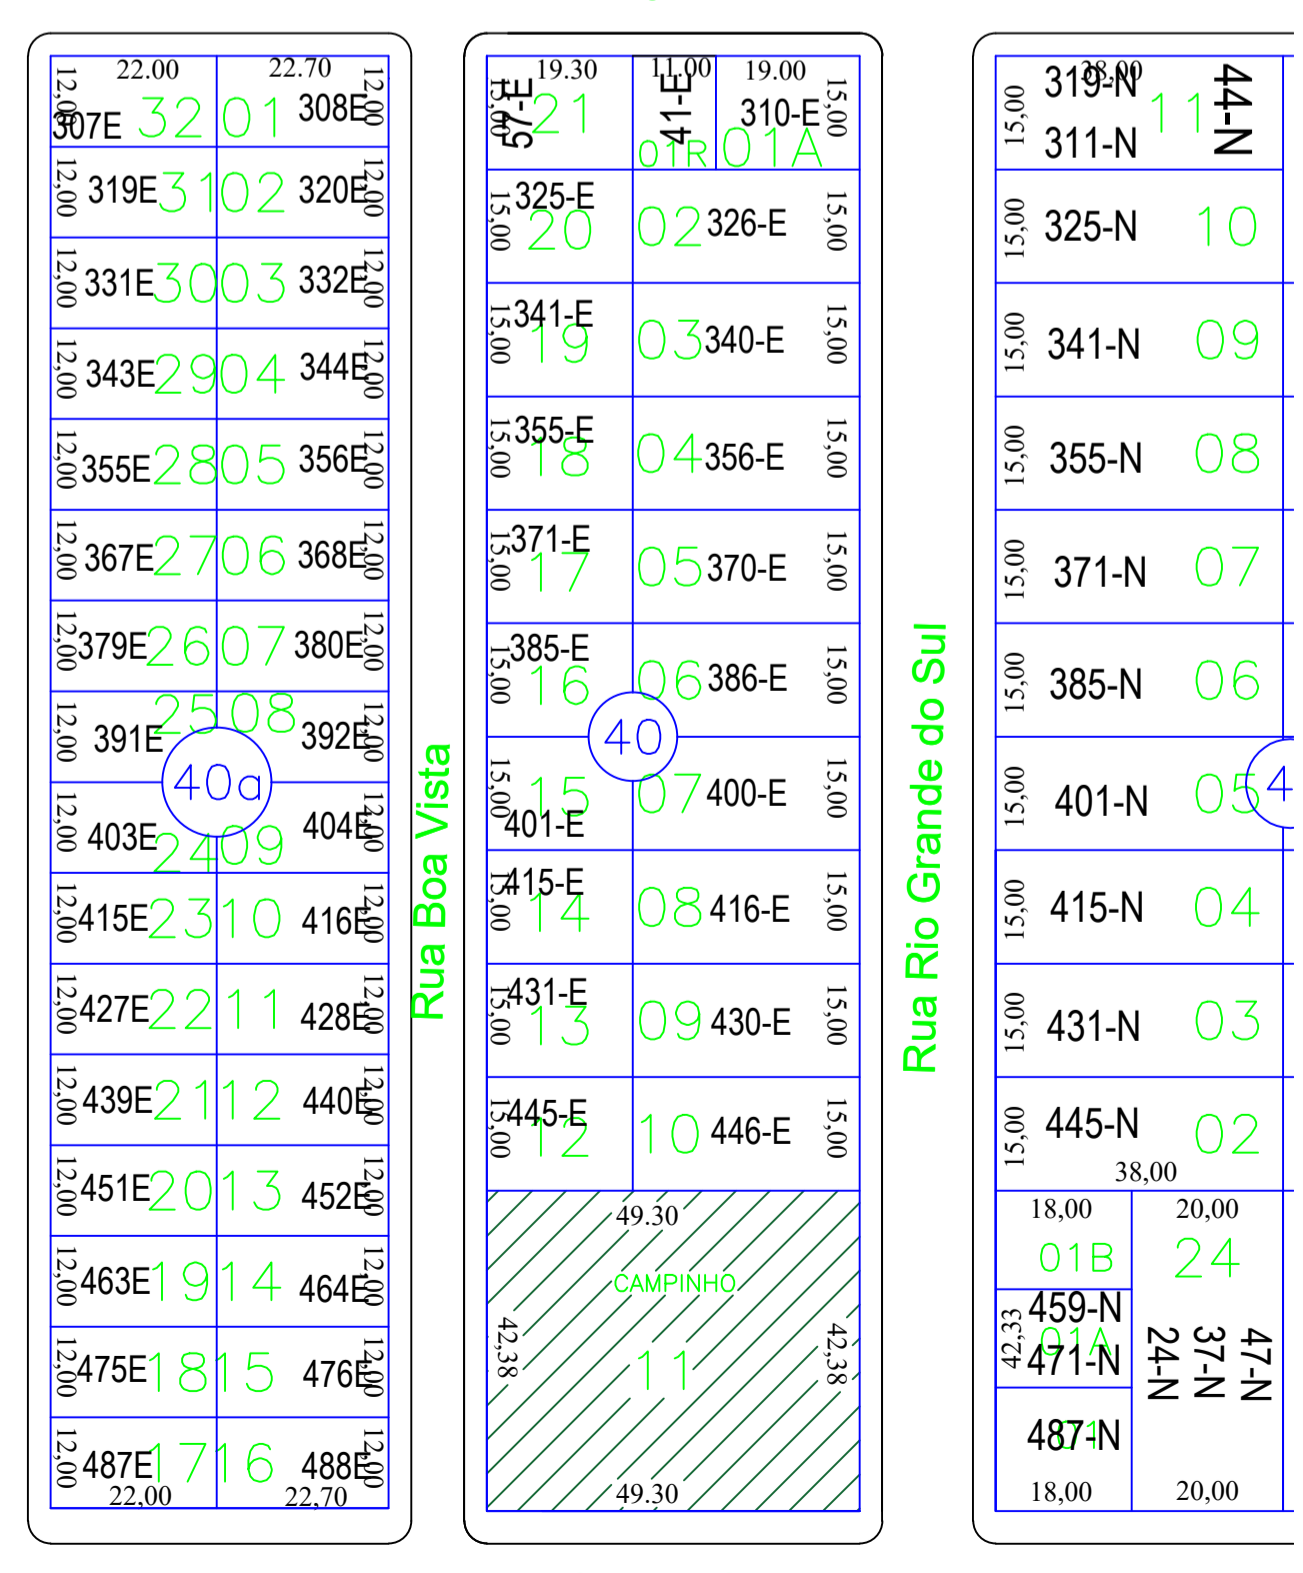 22.00 22.70
12,00 307E 32 01 308E 12,00
12,00 319E 31 02 320E 12,00
12,00 331E 30 03 332E 12,00
12,00 343E 29 04 344E 12,00
12,00 355E 28 05 356E 12,00
12,00 367E 27 06 368E 12,00
12,00 379E 26 07 380E 12,00
12,00 391E 25 08 392E 12,00
40a
12,00 403E 24 09 404E 12,00
12,00 415E 23 10 416E 12,00
12,00 427E 22 11 428E 12,00
12,00 439E 21 12 440E 12,00
12,00 451E 20 13 452E 12,00
12,00 463E 19 14 464E 12,00
12,00 475E 18 15 476E 12,00
12,00 487E 17 16 488E 12,00
22,00 22,70
Rua Boa Vista
19.30 11.00 19.00
15,00 57-E 21 41-E 01R 310-E 01A 15,00
15,00 325-E 20 02 326-E 15,00
15,00 341-E 19 03 340-E 15,00
15,00 355-E 18 04 356-E 15,00
15,00 371-E 17 05 370-E 15,00
15,00 385-E 16 06 386-E 15,00
40
15,00 401-E 15 07 400-E 15,00
15,00 415-E 14 08 416-E 15,00
15,00 431-E 13 09 430-E 15,00
15,00 445-E 12 10 446-E 15,00
49.30
CAMPINHO
42,38 11 42,38
49.30
Rua Rio Grande do Sul
38,00
15,00 319-N 11 44-N
311-N
15,00 325-N 10
15,00 341-N 09
15,00 355-N 08
15,00 371-N 07
15,00 385-N 06
15,00 401-N 05 4
15,00 415-N 04
15,00 431-N 03
15,00 445-N 02
38,00
18,00 20,00
01B 24
42,33 459-N
01A
471-N
24-N 37-N 47-N
487-N 01
18,00 20,00